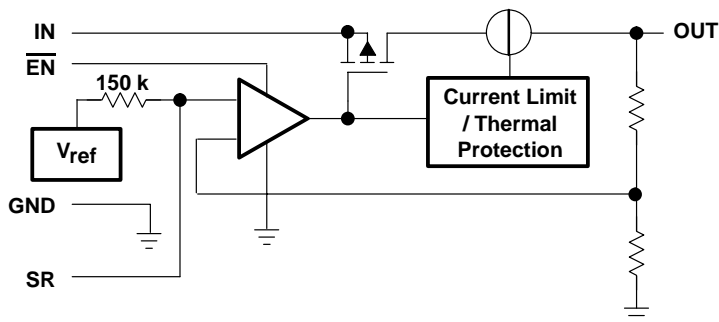 IN
OUT
EN
150 k
Current Limit
/ Thermal
Protection
Vref
GND
SR